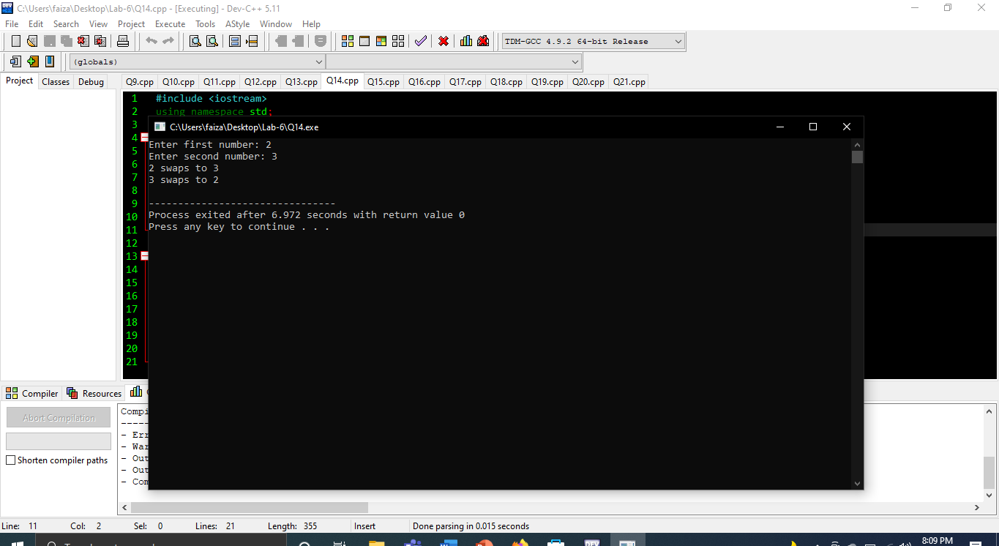 C:\Users\faiza\Desktop\Lab-6\Q14.cpp - [Executing] - Dev-C++ 5.11
File Edit Search View Project Execute Tools AStyle Window Help
TDM-GCC 4.9.2 64-bit Release
(globals)
Project Classes Debug Q9.cpp Q10.cpp Q11.cpp Q12.cpp Q13.cpp Q14.cpp Q15.cpp Q16.cpp Q17.cpp Q18.cpp Q19.cpp Q20.cpp Q21.cpp
1 #include <iostream>
2 using namespace std;
3
4
5
6
7
8
9
10
11
12
13
14
15
16
17
18
19
20
21
C:\Users\faiza\Desktop\Lab-6\Q14.exe
Enter first number: 2
Enter second number: 3
2 swaps to 3
3 swaps to 2
--------------------------------
Process exited after 6.972 seconds with return value 0
Press any key to continue . . .
Compiler Resources
Abort Compilation
Shorten compiler paths
Compi
-----
- Err
- War
- Out
- Out
- Com
Line: 11 Col: 2 Sel: 0 Lines: 21 Length: 355 Insert Done parsing in 0.015 seconds
8:09 PM